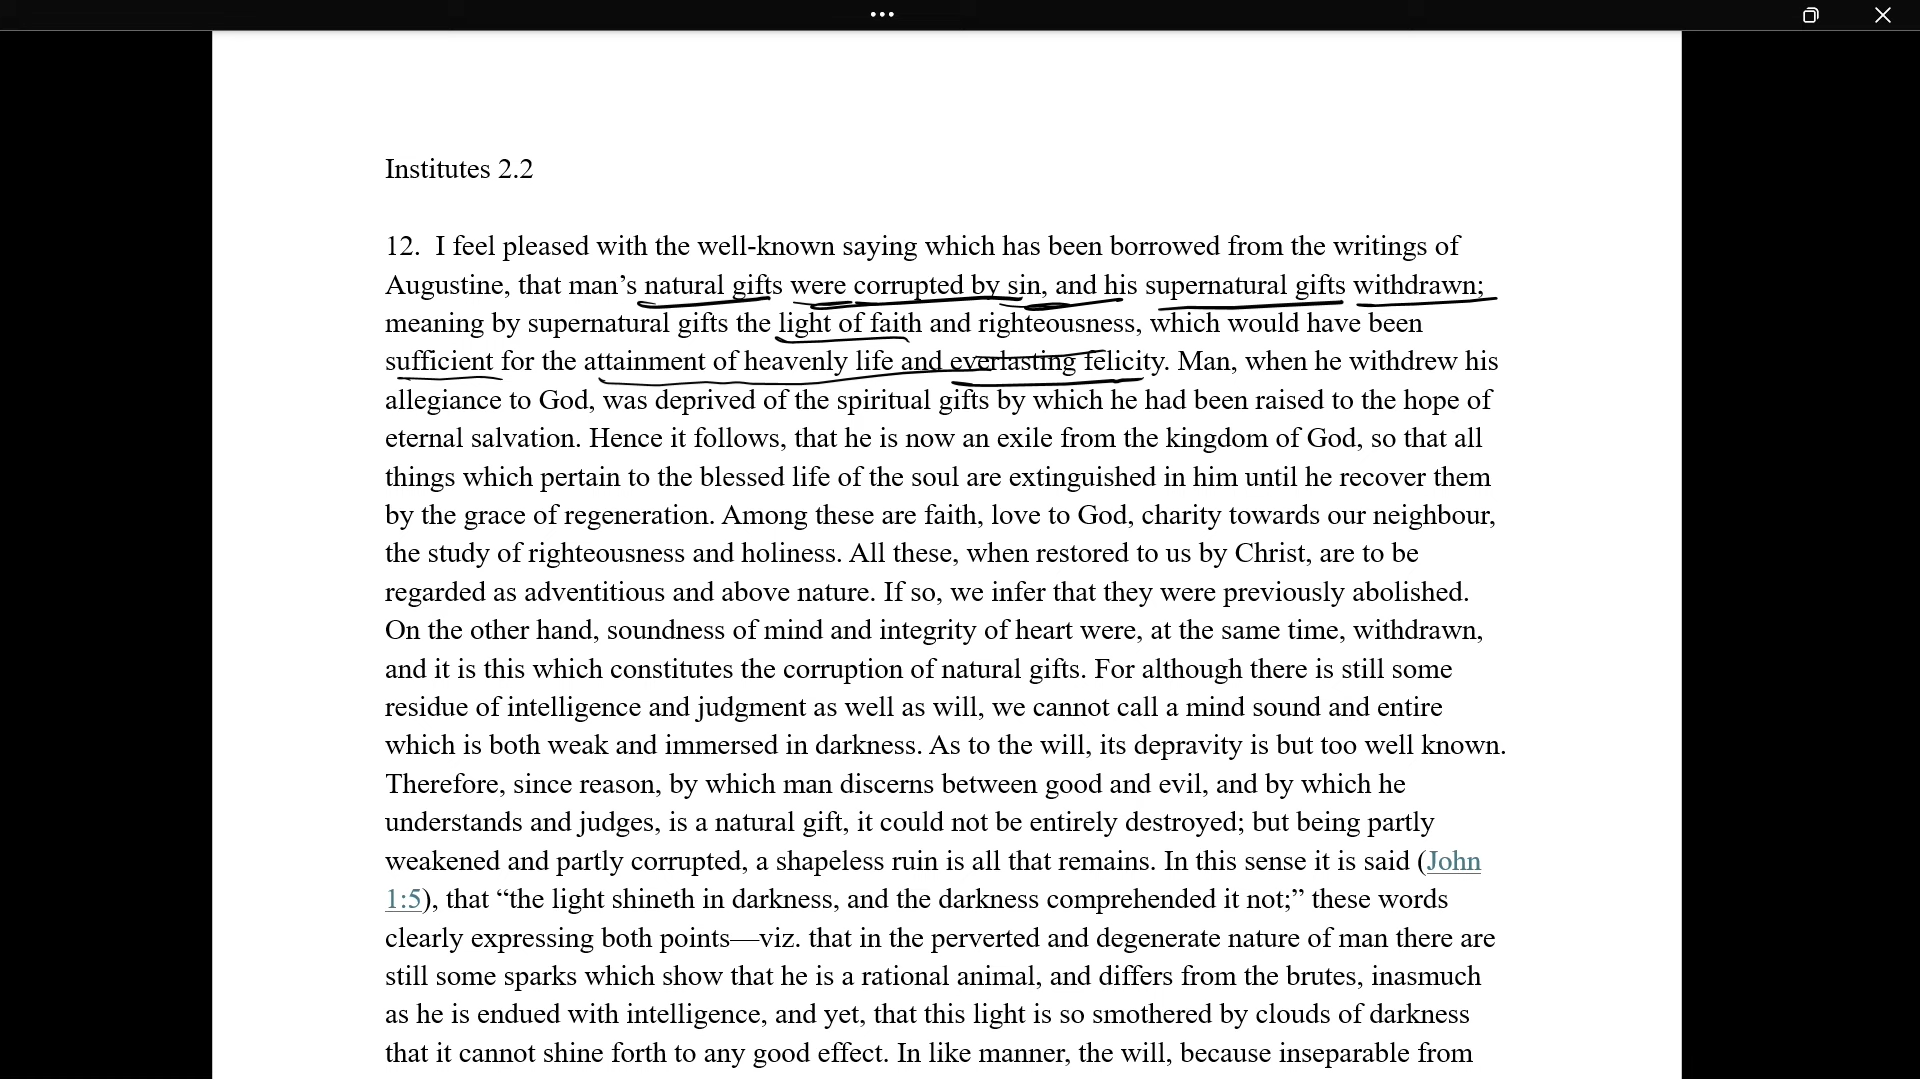 Institutes 2.2
12. I feel pleased with the well-known saying which has been borrowed from the writings of
Augustine, that man’s natural gifts were corrupted by sin, and his supernatural gifts withdrawn;
meaning by supernatural gifts the light of faith and righteousness, which would have been
sufficient for the attainment of heavenly life and everlasting felicity. Man, when he withdrew his
allegiance to God, was deprived of the spiritual gifts by which he had been raised to the hope of
eternal salvation. Hence it follows, that he is now an exile from the kingdom of God, so that all
things which pertain to the blessed life of the soul are extinguished in him until he recover them
by the grace of regeneration. Among these are faith, love to God, charity towards our neighbour,
the study of righteousness and holiness. All these, when restored to us by Christ, are to be
regarded as adventitious and above nature. If so, we infer that they were previously abolished.
On the other hand, soundness of mind and integrity of heart were, at the same time, withdrawn,
and it is this which constitutes the corruption of natural gifts. For although there is still some
residue of intelligence and judgment as well as will, we cannot call a mind sound and entire
which is both weak and immersed in darkness. As to the will, its depravity is but too well known.
Therefore, since reason, by which man discerns between good and evil, and by which he
understands and judges, is a natural gift, it could not be entirely destroyed; but being partly
weakened and partly corrupted, a shapeless ruin is all that remains. In this sense it is said (John
1:5), that “the light shineth in darkness, and the darkness comprehended it not;” these words
clearly expressing both points—viz. that in the perverted and degenerate nature of man there are
still some sparks which show that he is a rational animal, and differs from the brutes, inasmuch
as he is endued with intelligence, and yet, that this light is so smothered by clouds of darkness
that it cannot shine forth to any good effect. In like manner, the will, because inseparable from